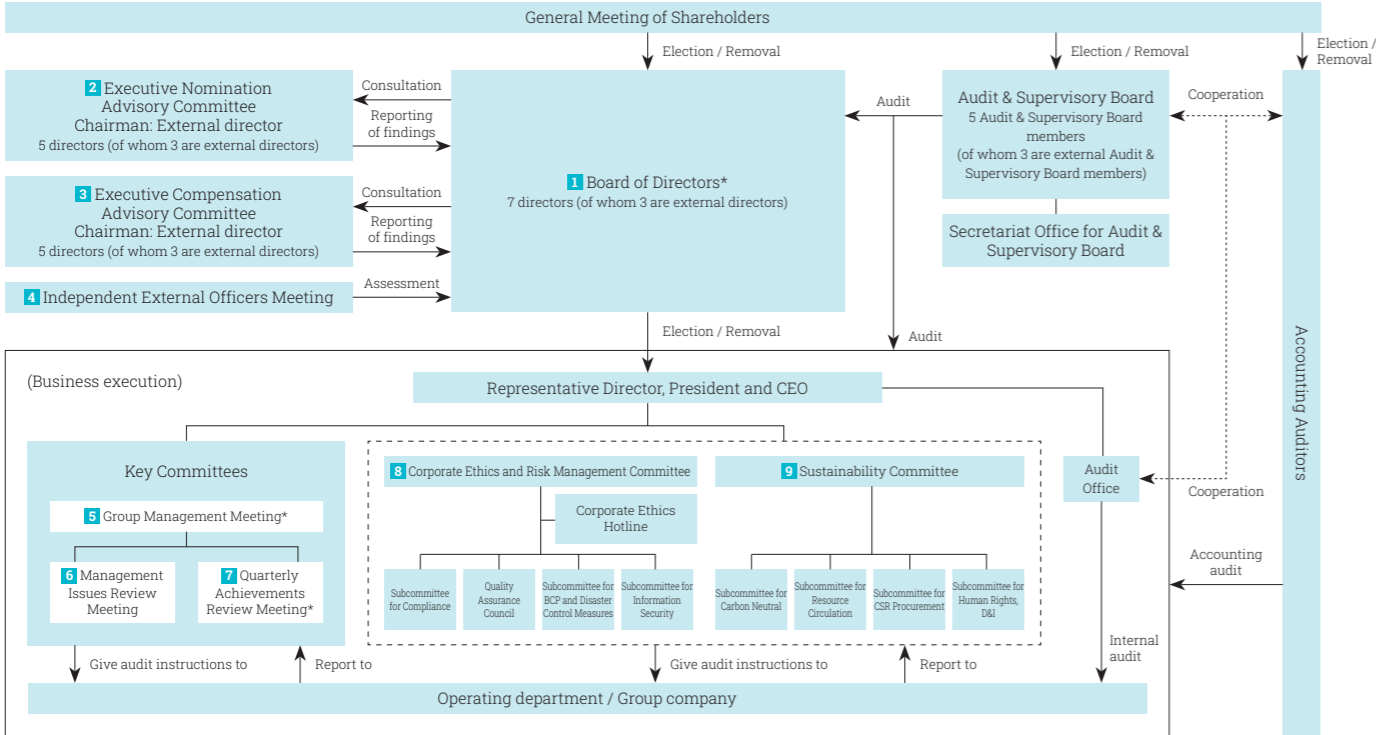 General Meeting of Shareholders
Election / Removal
Election / Removal
Election /
Removal
2 Executive Nomination
Advisory Committee
Chairman: External director
5 directors (of whom 3 are external directors)
Consultation
Reporting
of findings
3 Executive Compensation
Advisory Committee
Chairman: External director
5 directors (of whom 3 are external directors)
Consultation
Reporting
of findings
4 Independent External Officers Meeting
Assessment
1 Board of Directors*
7 directors (of whom 3 are external directors)
Audit
Audit & Supervisory Board
5 Audit & Supervisory Board
members
(of whom 3 are external Audit &
Supervisory Board members)
Secretariat Office for Audit &
Supervisory Board
Cooperation
Accounting Auditors
Election / Removal
Audit
(Business execution)
Representative Director, President and CEO
Key Committees
5 Group Management Meeting*
6 Management
Issues Review
Meeting
7 Quarterly
Achievements
Review Meeting*
8 Corporate Ethics and Risk Management Committee
Corporate Ethics
Hotline
Subcommittee
for Compliance
Quality
Assurance
Council
Subcommittee for
BCP and Disaster
Control Measures
Subcommittee for
Information
Security
9 Sustainability Committee
Subcommittee for
Carbon Neutral
Subcommittee for
Resource
Circulation
Subcommittee for
CSR Procurement
Subcommittee for
Human Rights,
D&I
Audit
Office
Cooperation
Accounting
audit
Internal
audit
Give audit instructions to
Report to
Give audit instructions to
Report to
Operating department / Group company